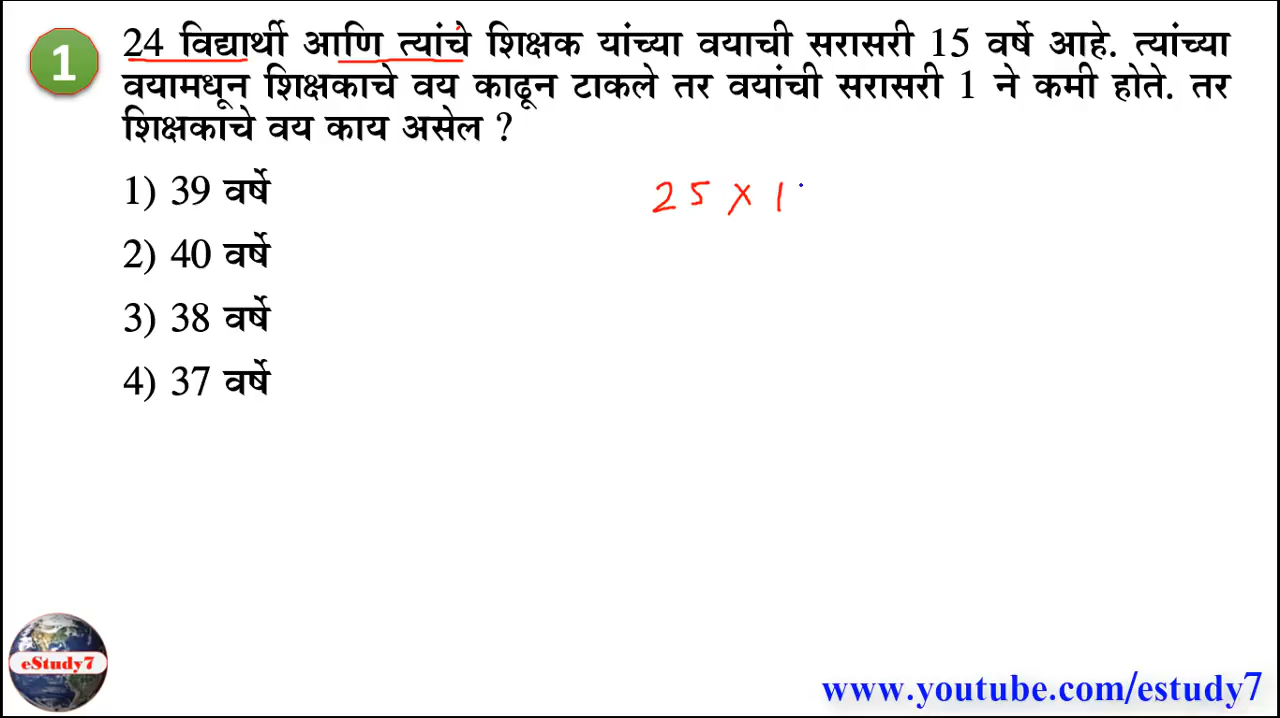 1
24 विद्यार्थी आणि त्यांचे शिक्षक यांच्या वयाची सरासरी 15 वर्षे आहे. त्यांच्या
वयामधून शिक्षकाचे वय काढून टाकले तर वयांची सरासरी 1 ने कमी होते. तर
शिक्षकाचे वय काय असेल ?
1) 39 वर्षे
25 × 1
2) 40 वर्षे
3) 38 वर्षे
4) 37 वर्षे
eStudy7
www.youtube.com/estudy7